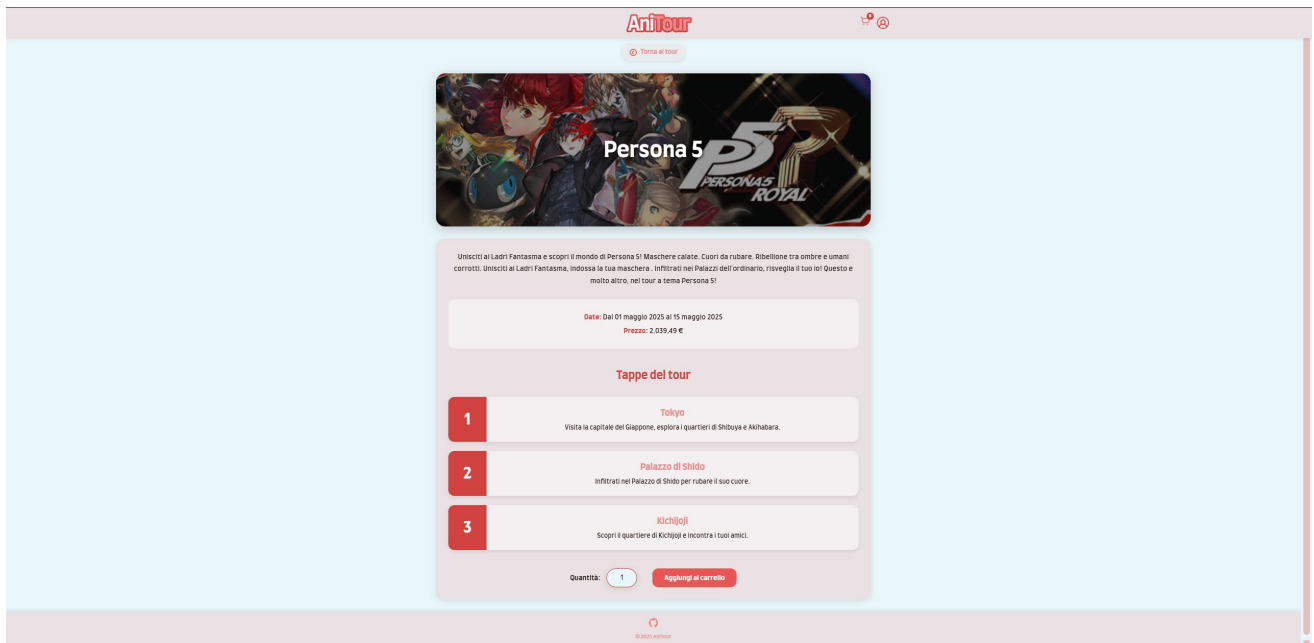 AniTour
0
Torna ai tour
Persona 5
P5R
PERSONA5
ROYAL
Unisciti ai Ladri Fantasma e scopri il mondo di Persona 5! Maschere calate. Cuori da rubare. Ribellione tra ombre e umani
corrotti. Unisciti ai Ladri Fantasma, indossa la tua maschera . Infiltrati nei Palazzi dell'ordinario, risveglia il tuo io! Questo e
molto altro, nel tour a tema Persona 5!
Date: Dal 01 maggio 2025 al 15 maggio 2025
Prezzo: 2.039,49 €
Tappe del tour
1
Tokyo
Visita la capitale del Giappone, esplora i quartieri di Shibuya e Akihabara.
2
Palazzo di Shido
Infiltrati nel Palazzo di Shido per rubare il suo cuore.
3
Kichijoji
Scopri il quartiere di Kichijoji e incontra i tuoi amici.
Quantità: 1 Aggiungi al carrello
© 2025 AniTour